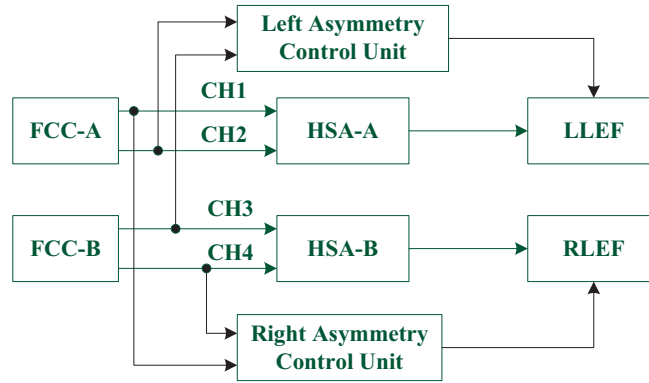 Left Asymmetry
Control Unit
CH1
FCC-A
CH2
HSA-A
LLEF
CH3
FCC-B
CH4
HSA-B
RLEF
Right Asymmetry
Control Unit